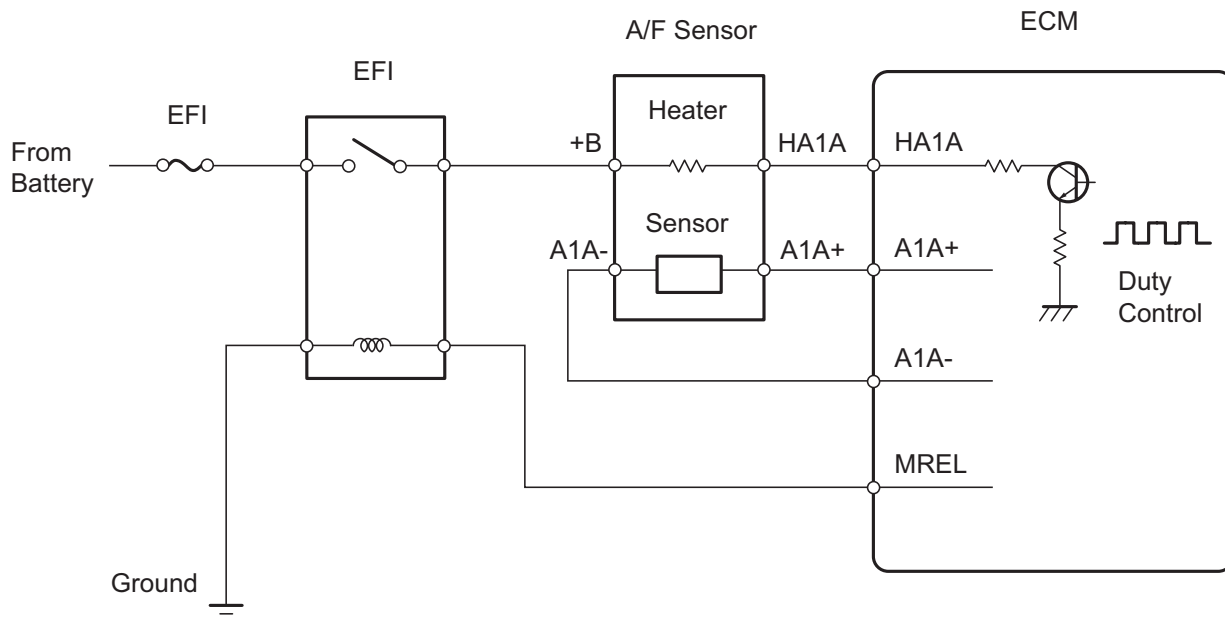 A/F Sensor
ECM
EFI
EFI
Heater
From
Battery
+B
HA1A
HA1A
Sensor
A1A-
A1A+
A1A+
Duty
Control
A1A-
MREL
Ground